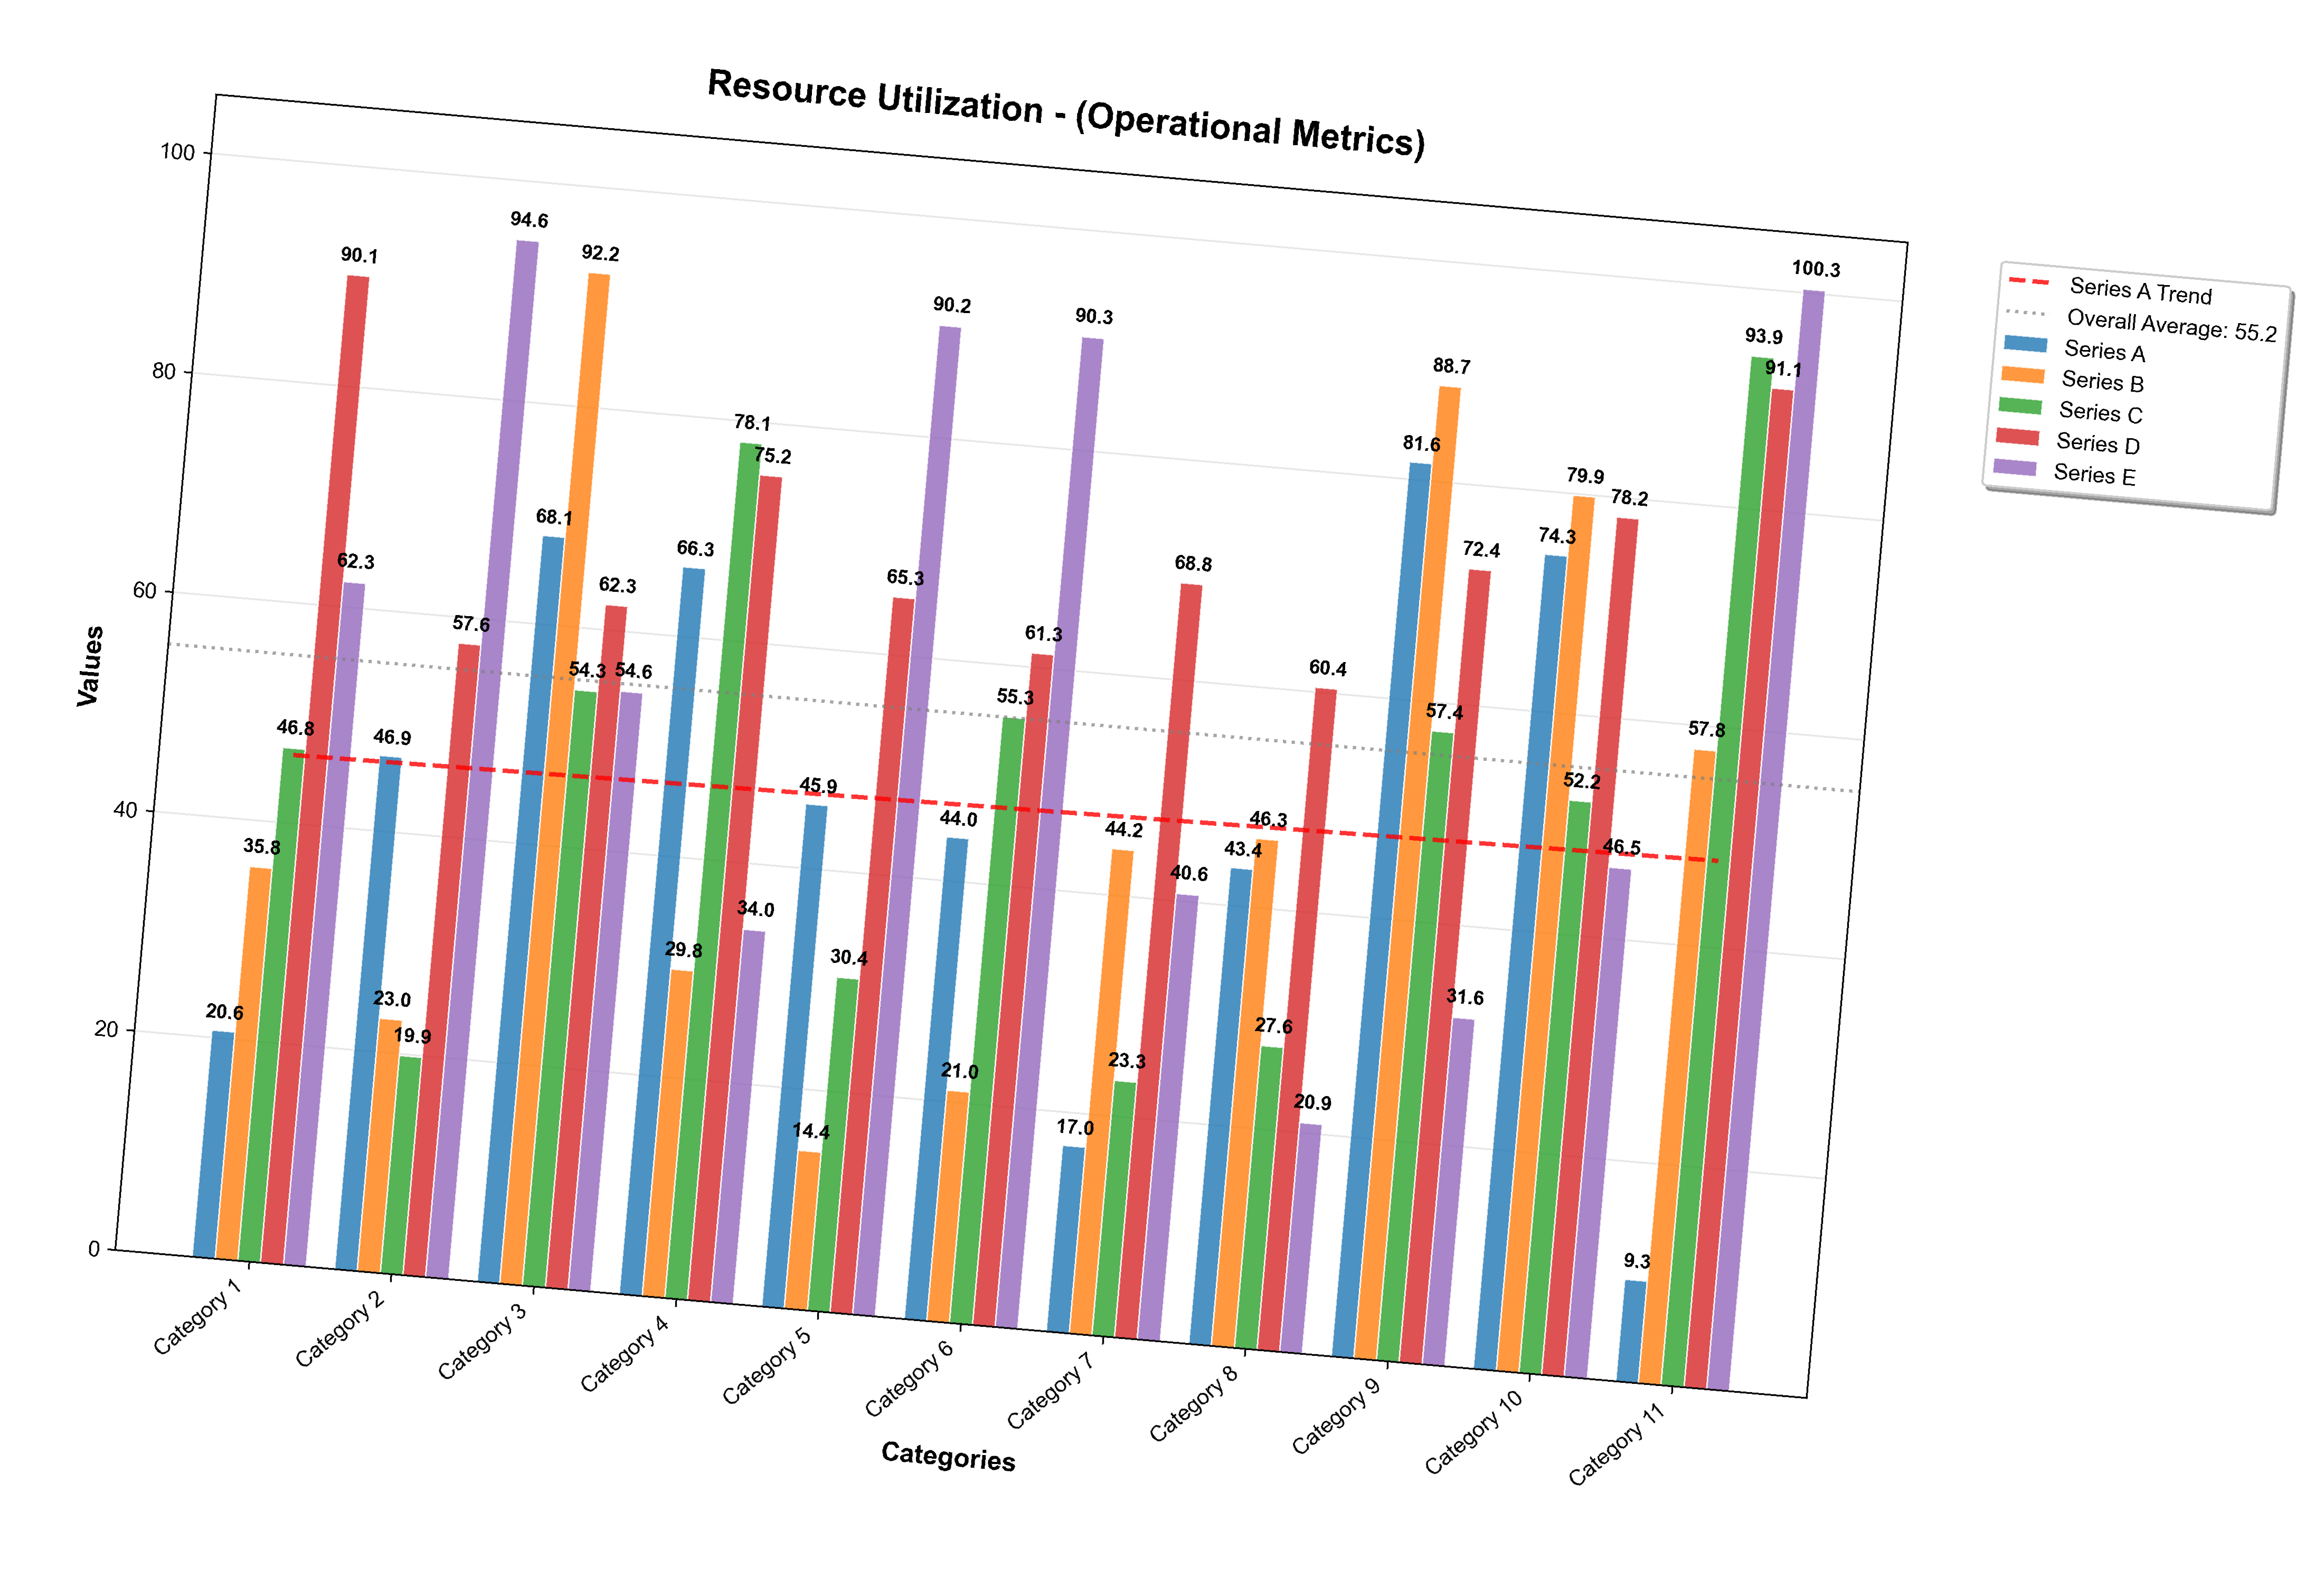 Resource Utilization - (Operational Metrics)
Values
100
80
60
40
20
0
20.6
35.8
46.8
90.1
62.3
46.9
23.0
19.9
57.6
94.6
68.1
92.2
54.3
62.3
54.6
66.3
29.8
78.1
75.2
34.0
45.9
14.4
30.4
65.3
90.2
44.0
21.0
55.3
61.3
90.3
17.0
44.2
23.3
68.8
40.6
43.4
46.3
27.6
60.4
20.9
81.6
88.7
57.4
72.4
31.6
74.3
79.9
52.2
78.2
46.5
9.3
57.8
93.9
91.1
100.3
Category 1
Category 2
Category 3
Category 4
Category 5
Category 6
Category 7
Category 8
Category 9
Category 10
Category 11
Categories
Series A Trend
Overall Average: 55.2
Series A
Series B
Series C
Series D
Series E